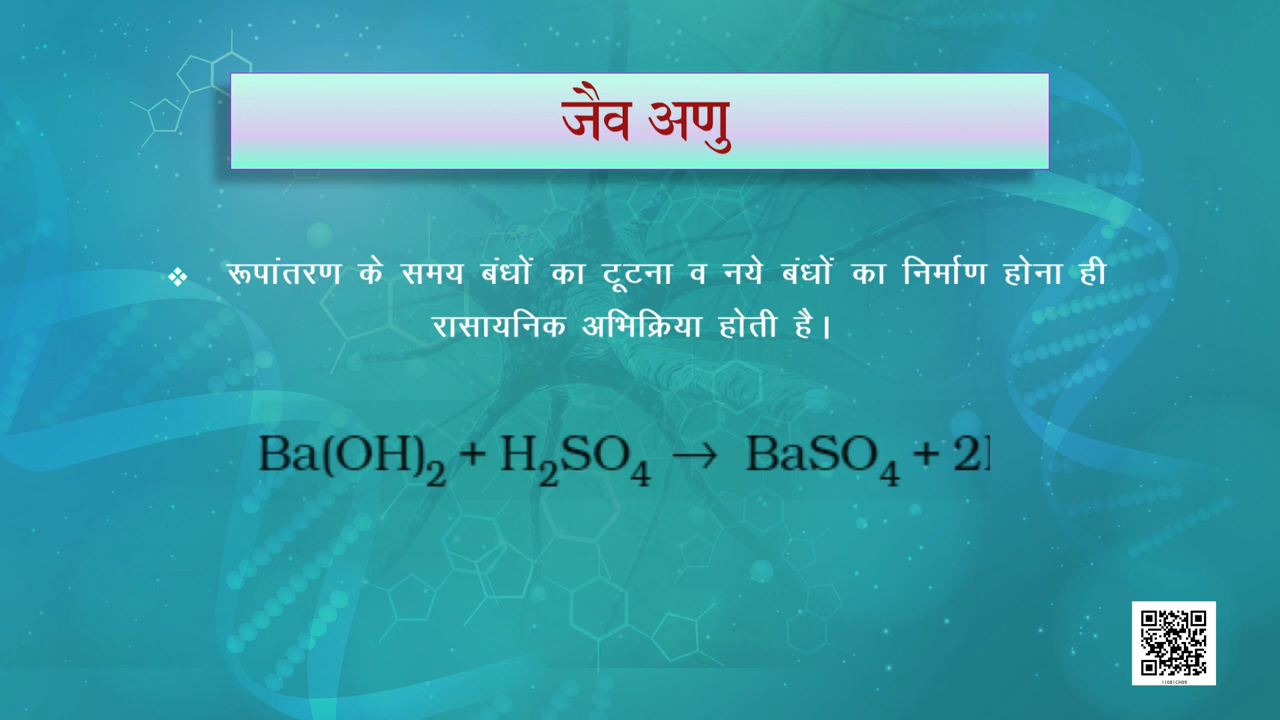 जैव अणु
❖ रूपांतरण के समय बंधों का टूटना व नये बंधों का निर्माण होना ही
रासायनिक अभिक्रिया होती है।
Ba(OH)₂ + H₂SO₄ → BaSO₄ + 2